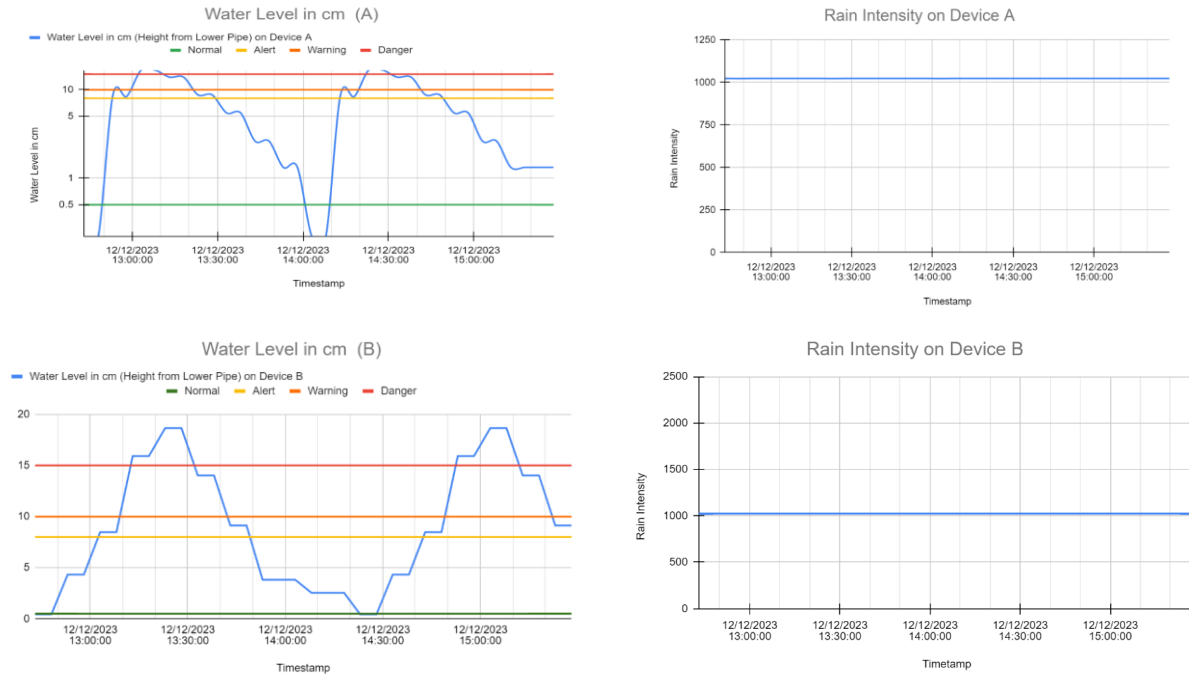 Water Level in cm (A)
Water Level in cm (Height from Lower Pipe) on Device A
Normal Alert Warning Danger
Water Level in cm
10
5
1
0.5
12/12/2023 12/12/2023 12/12/2023 12/12/2023 12/12/2023
13:00:00 13:30:00 14:00:00 14:30:00 15:00:00
Timestamp
Rain Intensity on Device A
Rain Intensity
1250
1000
750
500
250
0
12/12/2023 12/12/2023 12/12/2023 12/12/2023 12/12/2023
13:00:00 13:30:00 14:00:00 14:30:00 15:00:00
Timestamp
Water Level in cm (B)
Water Level in cm (Height from Lower Pipe) on Device B
Normal Alert Warning Danger
20
15
10
5
0
12/12/2023 12/12/2023 12/12/2023 12/12/2023 12/12/2023
13:00:00 13:30:00 14:00:00 14:30:00 15:00:00
Timestamp
Rain Intensity on Device B
Rain Intensity
2500
2000
1500
1000
500
0
12/12/2023 12/12/2023 12/12/2023 12/12/2023 12/12/2023
13:00:00 13:30:00 14:00:00 14:30:00 15:00:00
Timetamp